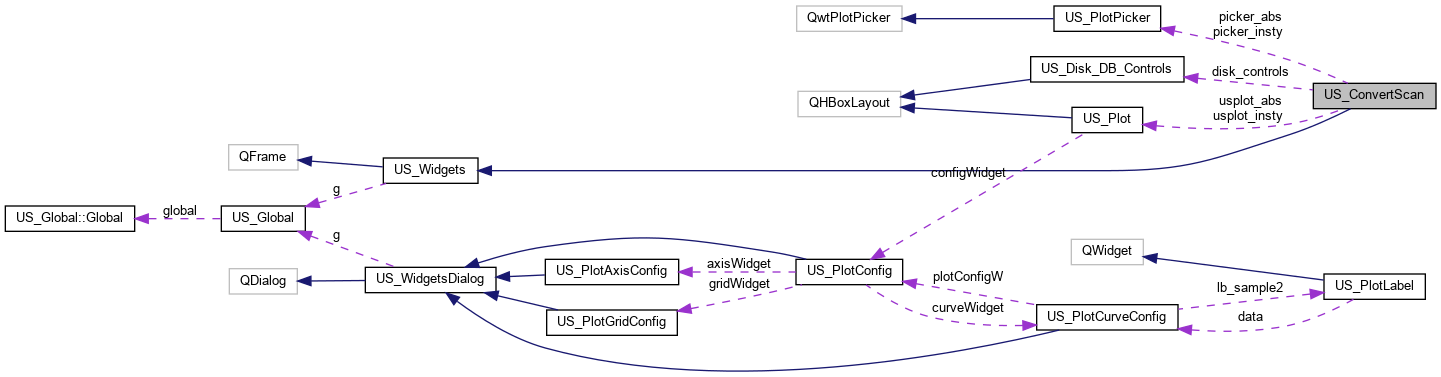 QwtPlotPicker
US_PlotPicker
picker_abs
picker_insty
US_Disk_DB_Controls
disk_controls
US_ConvertScan
QHBoxLayout
US_Plot
usplot_abs
usplot_insty
QFrame
US_Widgets
configWidget
g
US_Global::Global
global
US_Global
g
QWidget
QDialog
US_WidgetsDialog
US_PlotAxisConfig
axisWidget
gridWidget
US_PlotConfig
plotConfigW
curveWidget
US_PlotGridConfig
US_PlotCurveConfig
lb_sample2
data
US_PlotLabel